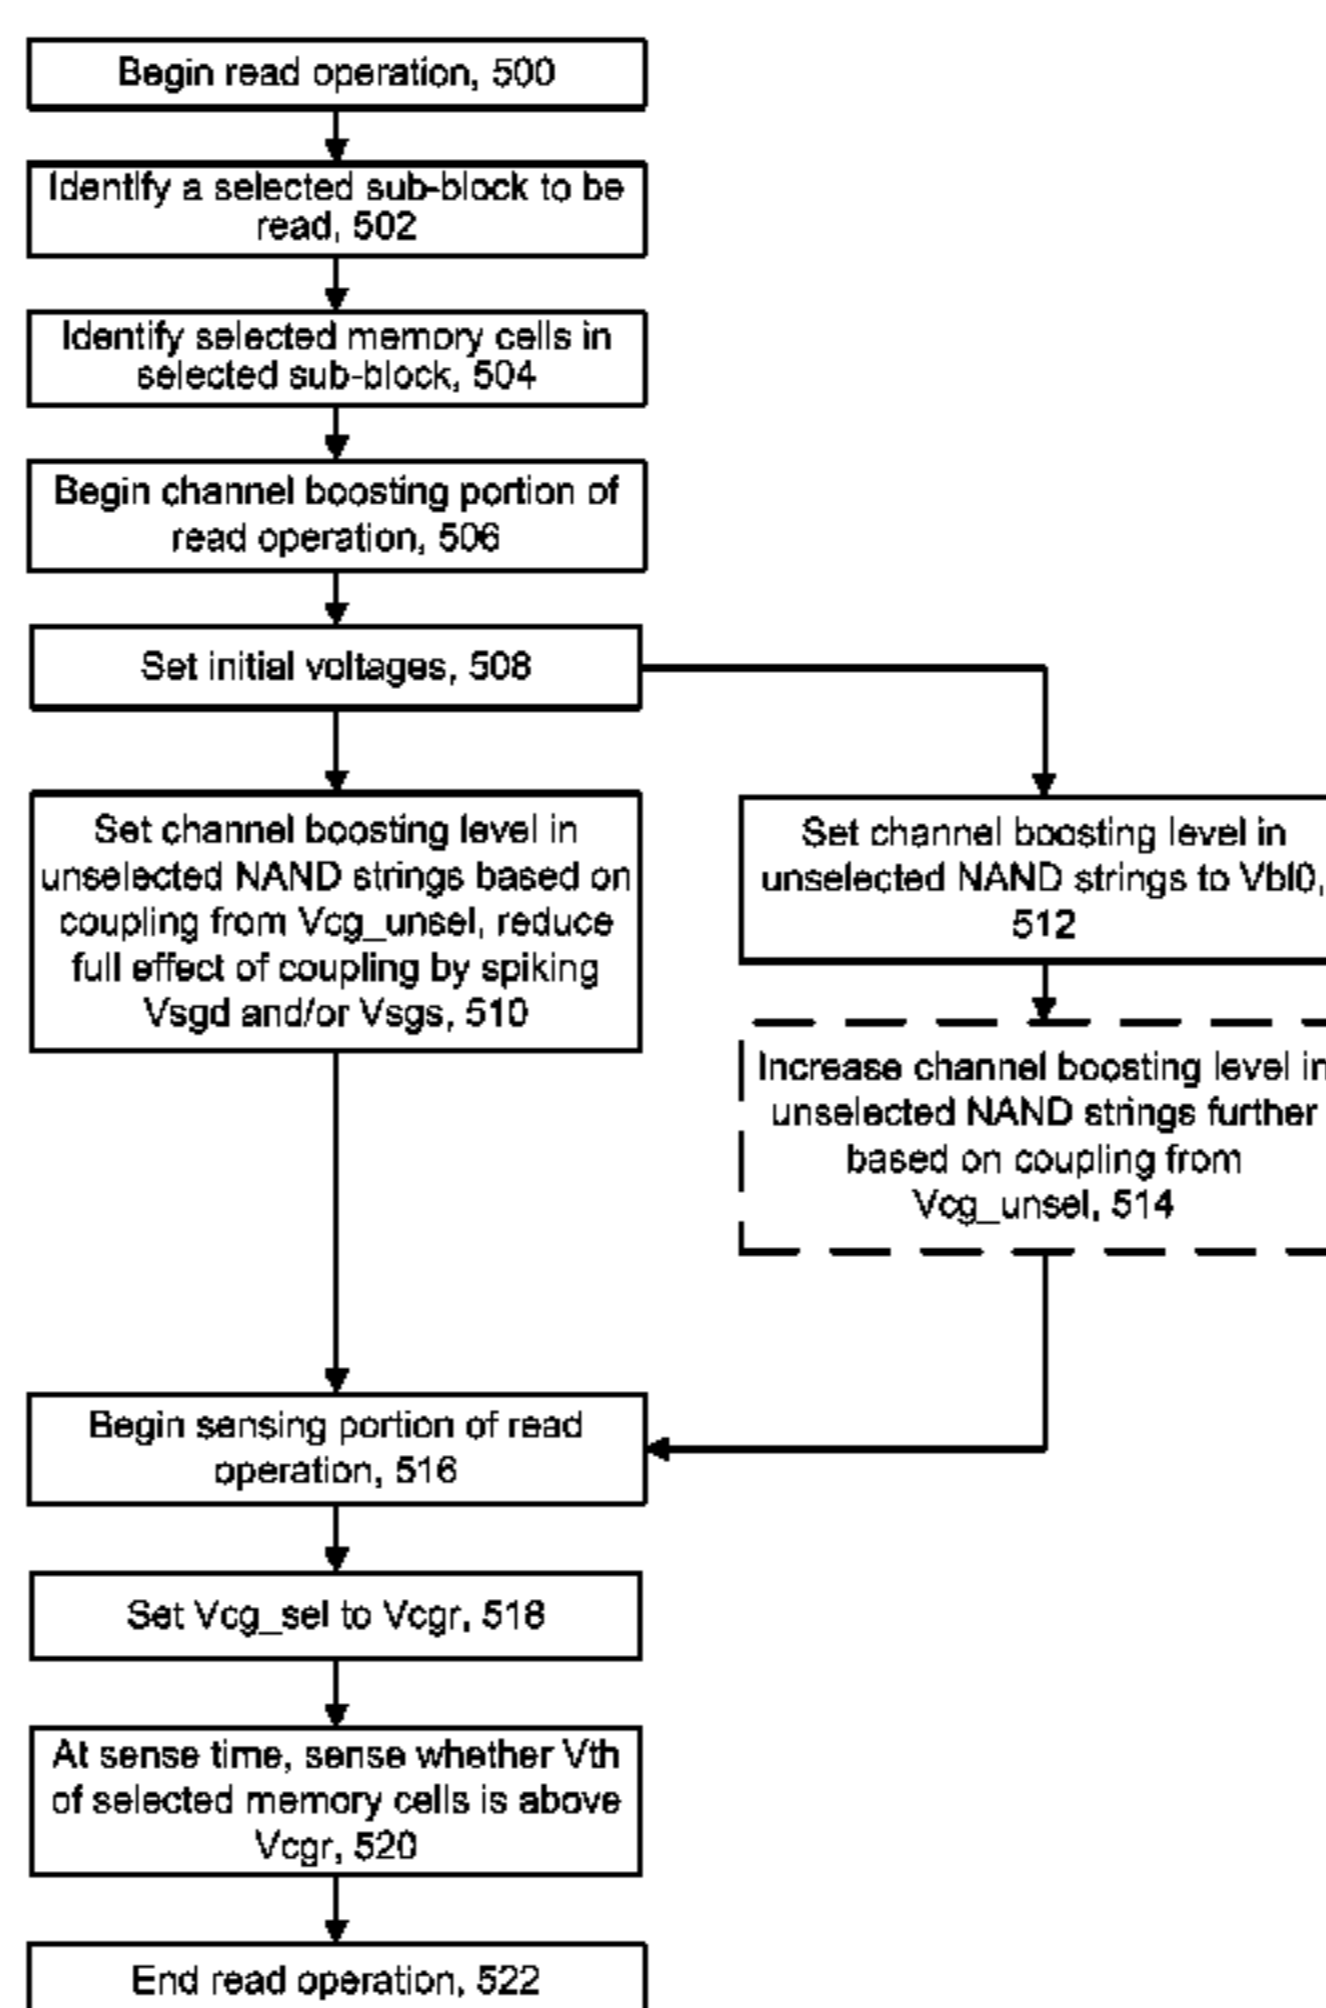 Begin read operation, 500
Identify a selected sub-block to be
read, 502
Identify selected memory cells in
selected sub-block, 504
Begin channel boosting portion of
read operation, 506
Set initial voltages, 508
Set channel boosting level in
unselected NAND strings based on
coupling from Vcg_unsel, reduce
full effect of coupling by spiking
Vsgd and/or Vsgs, 510
Set channel boosting level in
unselected NAND strings to Vbl0,
512
Increase channel boosting level in
unselected NAND strings further
based on coupling from
Vcg_unsel, 514
Begin sensing portion of read
operation, 516
Set Vcg_sel to Vcgr, 518
At sense time, sense whether Vth
of selected memory cells is above
Vcgr, 520
End read operation, 522